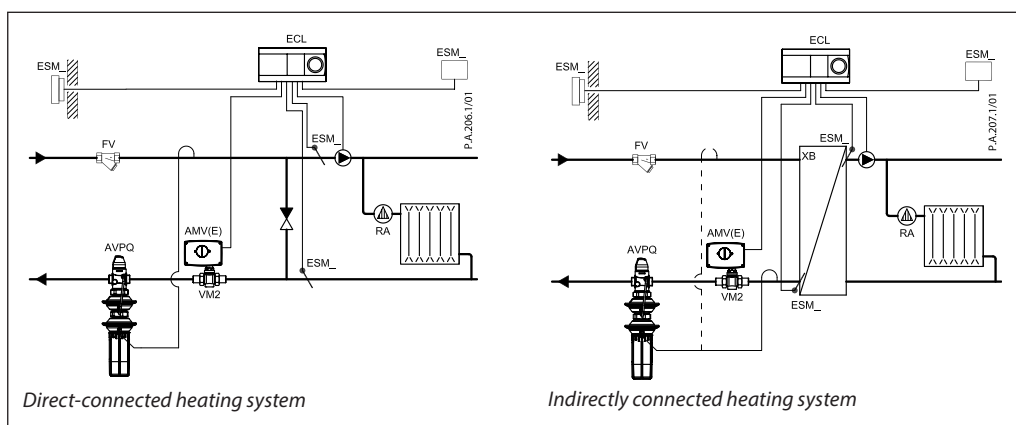 ECL
ESM_
ESM_
P.A.206.1/01
FV
ESM_
RA
AMV(E)
AVPQ
ESM_
VM2
Direct-connected heating system
ECL
ESM_
ESM_
P.A.207.1/01
FV
ESM_
XB
RA
AMV(E)
AVPQ
VM2
ESM_
Indirectly connected heating system